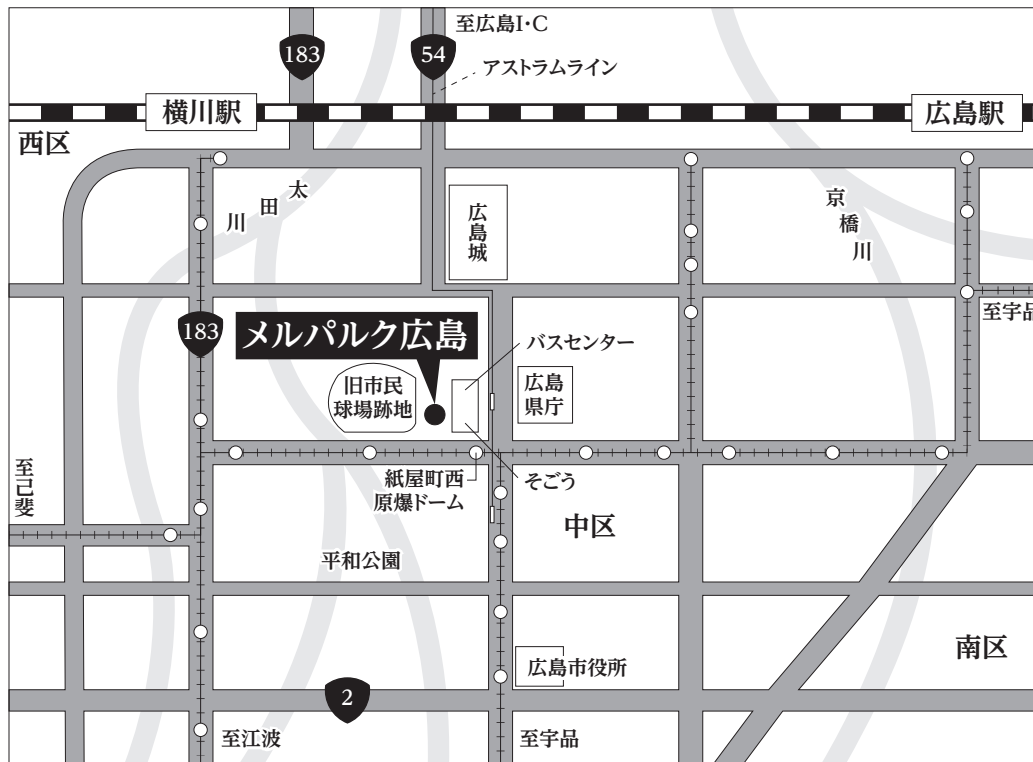 至広島I・C
183
54
アストラムライン
横川駅
広島駅
西区
太田川
京橋川
広島城
至宇品
183
メルパルク広島
バスセンター
旧市民
球場跡地
広島
県庁
至己斐
紙屋町西
原爆ドーム
そごう
中区
平和公園
南区
広島市役所
2
至江波
至宇品